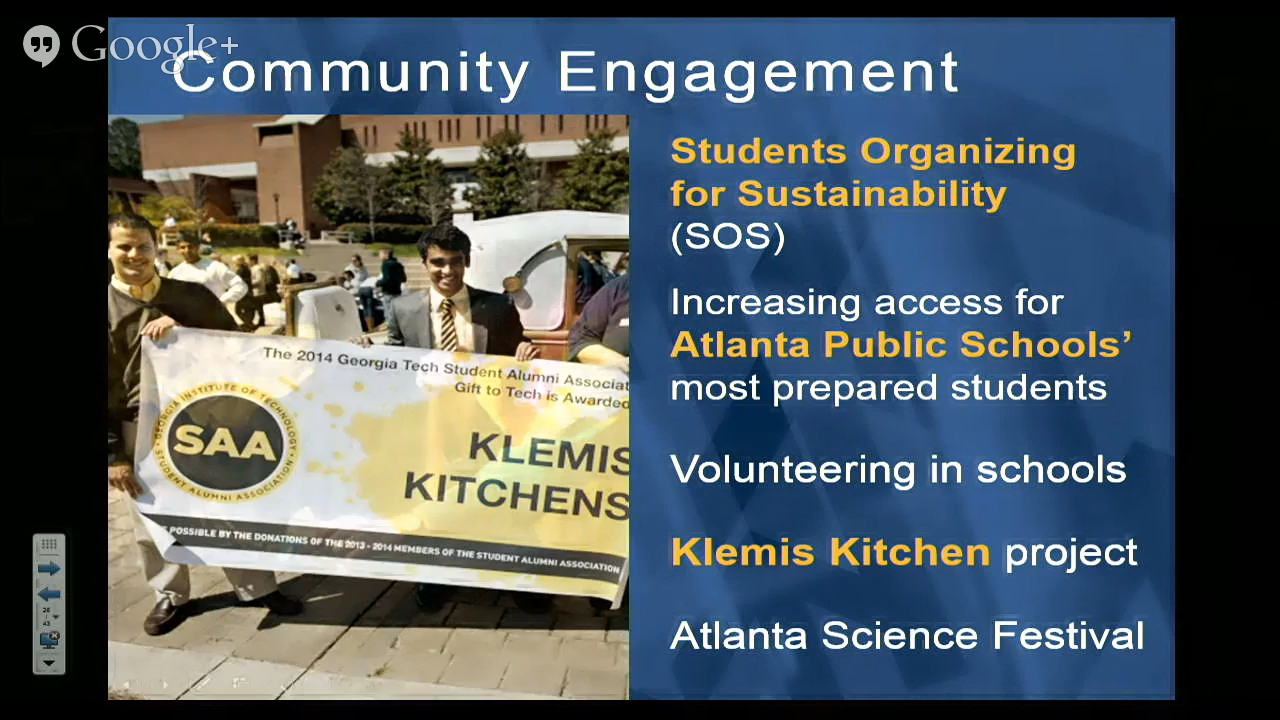 Google+
Community Engagement
Students Organizing
for Sustainability
(SOS)
Increasing access for
Atlanta Public Schools’
most prepared students
Volunteering in schools
Klemis Kitchen project
Atlanta Science Festival
The 2014 Georgia Tech Student Alumni Associat
Gift to Tech is Awarded
KLEMIS
KITCHENS
GEORGIA INSTITUTE OF TECHNOLOGY
SAA
STUDENT ALUMNI ASSOCIATION
POSSIBLE BY THE DONATIONS OF THE 2013 - 2014 MEMBERS OF THE STUDENT ALUMNI ASSOCIATION